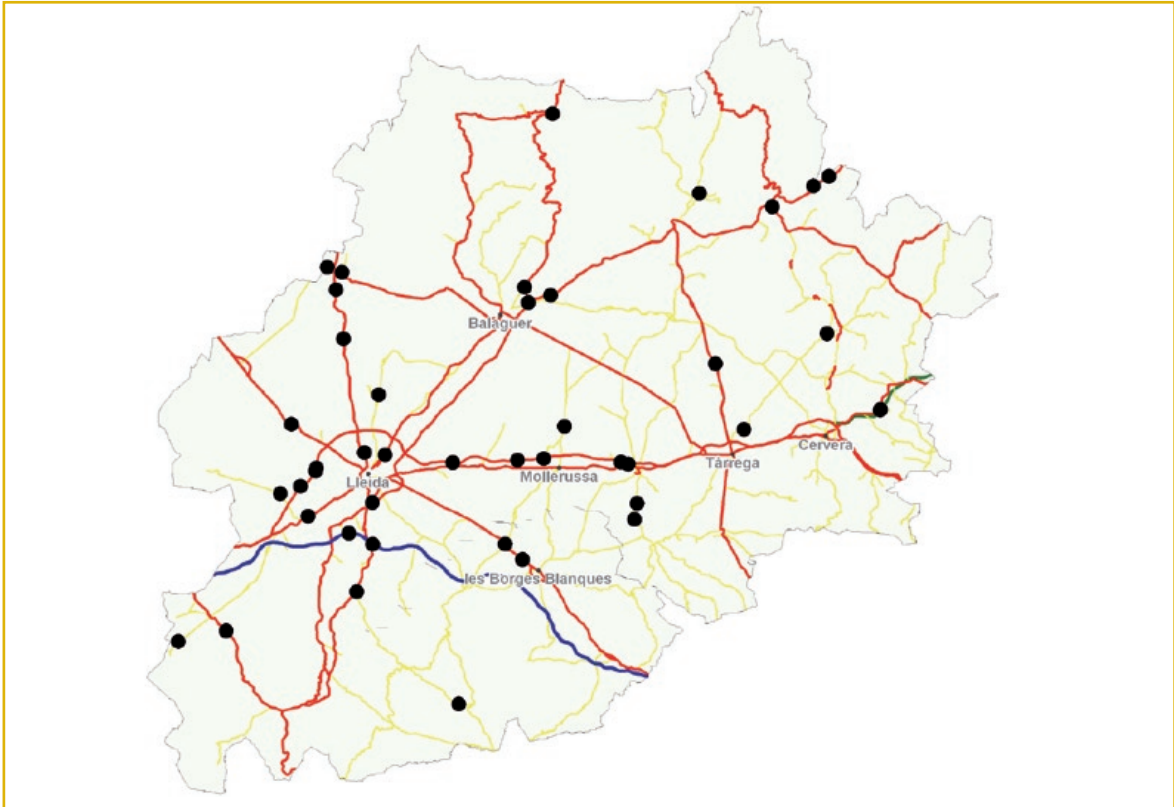 Balaguer
Cervera
Tàrrega
Mollerussa
Lleida
les Borges Blanques